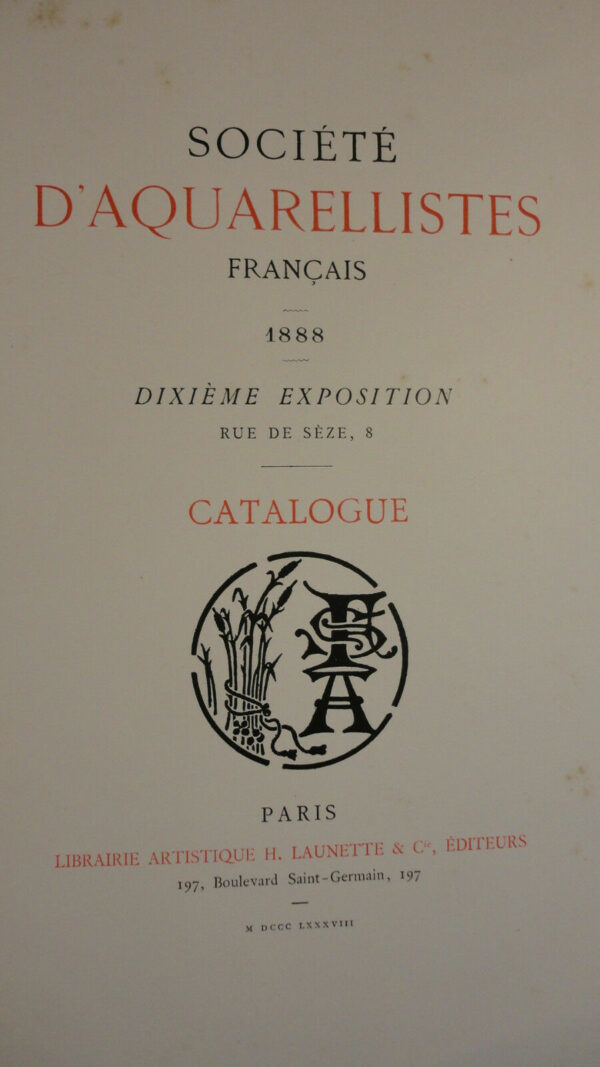 SOCIÉTÉ
D'AQUARELLISTES
FRANÇAIS
1888
DIXIÈME EXPOSITION
RUE DE SÈZE, 8
CATALOGUE
FSA
PARIS
LIBRAIRIE ARTISTIQUE H. LAUNETTE & Cie, ÉDITEURS
197, Boulevard Saint-Germain, 197
M DCCC LXXXVIII